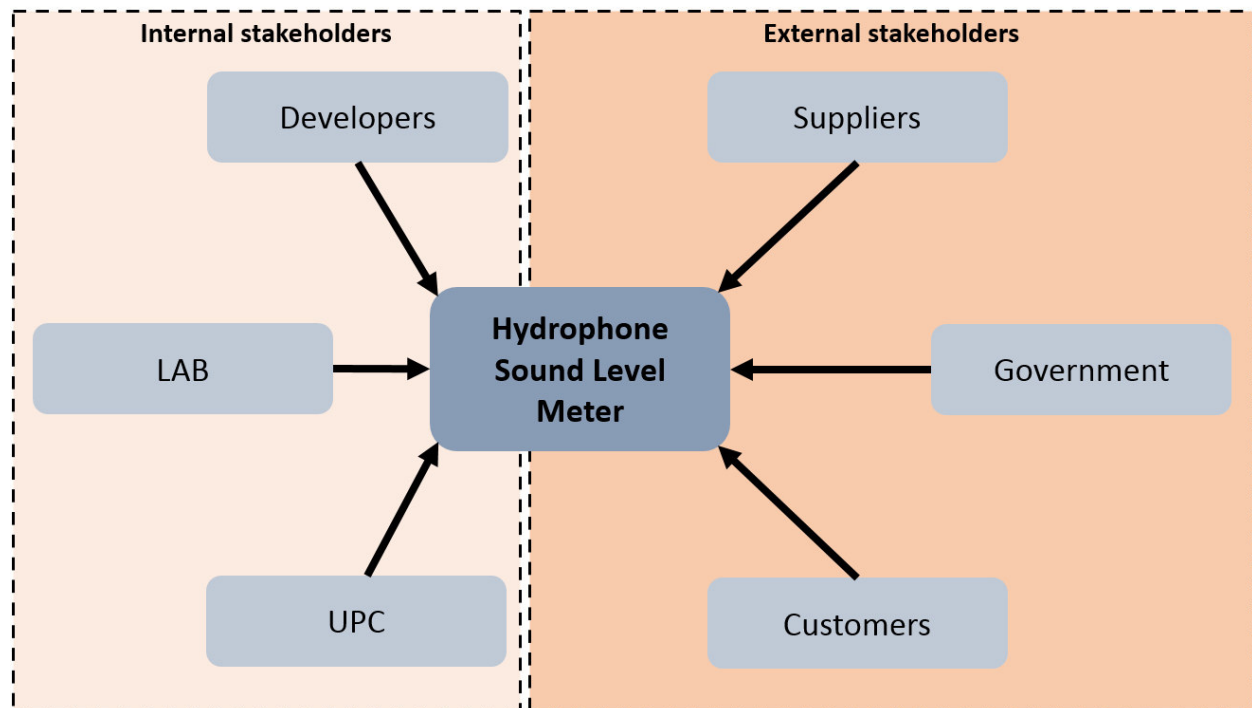 Internal stakeholders
External stakeholders
Developers
Suppliers
Hydrophone
Sound Level
Meter
LAB
Government
UPC
Customers